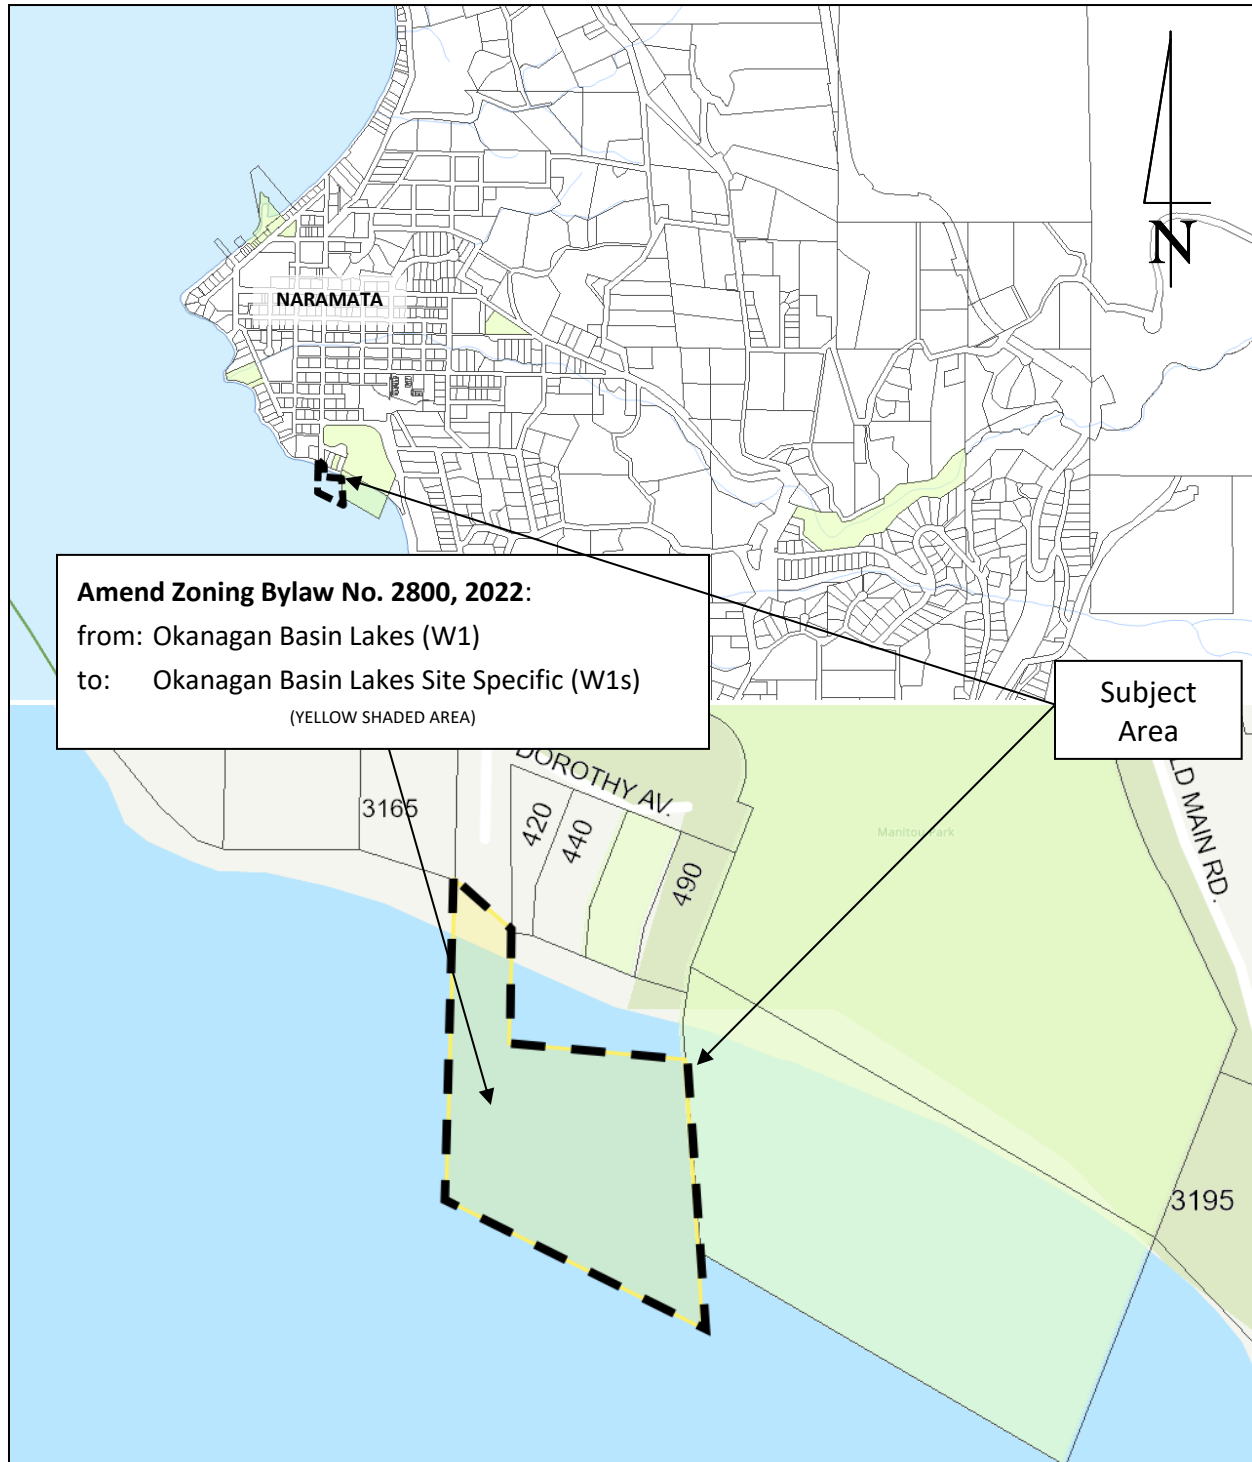 N
NARAMATA
Amend Zoning Bylaw No. 2800, 2022:
from: Okanagan Basin Lakes (W1)
to: Okanagan Basin Lakes Site Specific (W1s)
(YELLOW SHADED AREA)
Subject
Area
DOROTHY AV.
3165
420
440
490
Manitou Park
LD MAIN RD.
3195